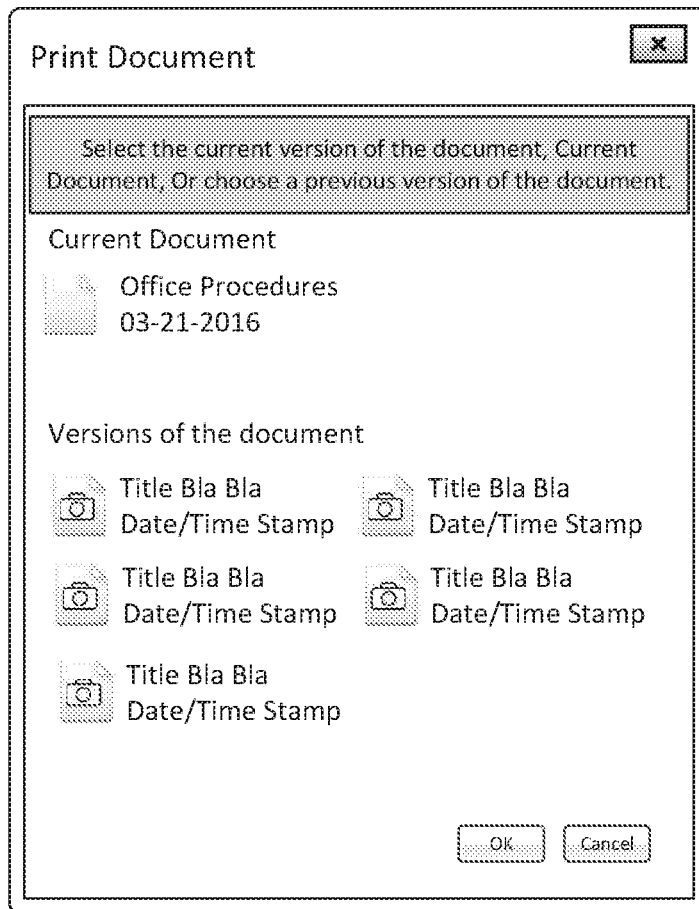 Print Document
x
Select the current version of the document, Current
Document, Or choose a previous version of the document.
Current Document
Office Procedures
03-21-2016
Versions of the document
Title Bla Bla
Date/Time Stamp
Title Bla Bla
Date/Time Stamp
Title Bla Bla
Date/Time Stamp
Title Bla Bla
Date/Time Stamp
Title Bla Bla
Date/Time Stamp
OK
Cancel